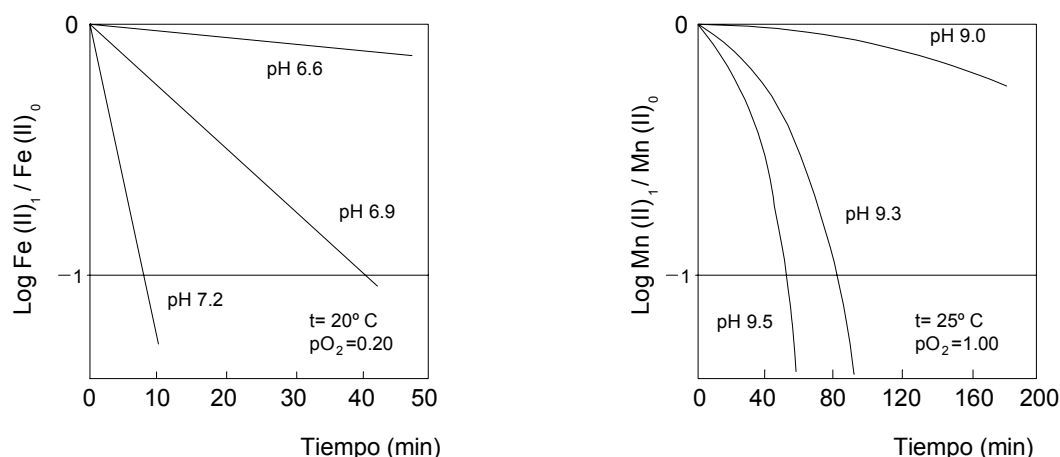 0
pH 6.6
pH 6.9
−1
pH 7.2
t= 20º C
pO2=0.20
0 10 20 30 40 50
Tiempo (min)
Log Fe (II)1 / Fe (II)0
0
pH 9.0
pH 9.3
−1
pH 9.5
t= 25º C
pO2=1.00
0 40 80 120 160 200
Tiempo (min)
Log Mn (II)1 / Mn (II)0